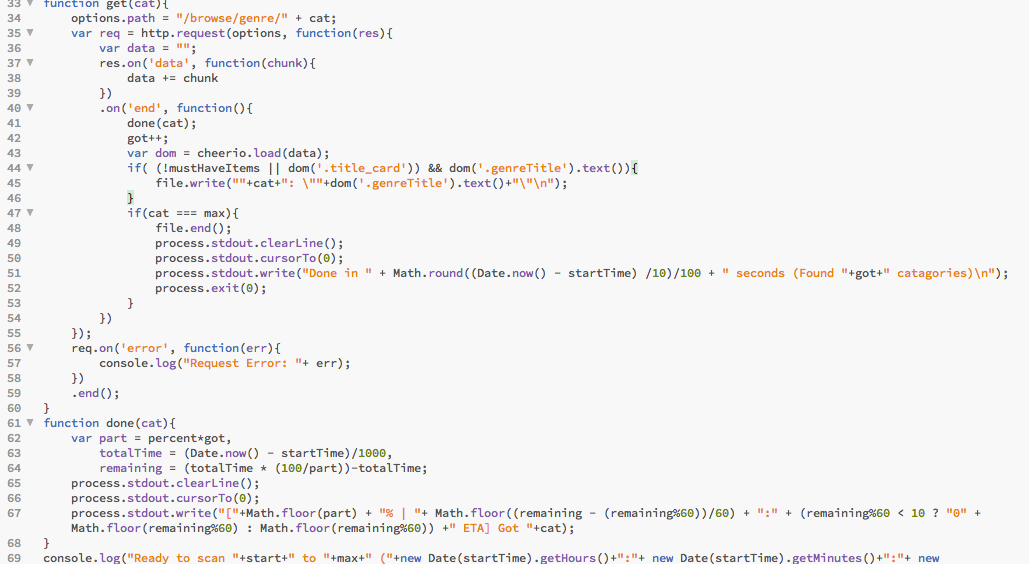 33 function get(cat){
34 options.path = "/browse/genre/" + cat;
35 var req = http.request(options, function(res){
36 var data = "";
37 res.on('data', function(chunk){
38 data += chunk
39 })
40 .on('end', function(){
41 done(cat);
42 got++;
43 var dom = cheerio.load(data);
44 if( (!mustHaveItems || dom('.title_card')) && dom('.genreTitle').text()){
45 file.write(""+cat+": \""+dom('.genreTitle').text()+"\"\n");
46 }
47 if(cat === max){
48 file.end();
49 process.stdout.clearLine();
50 process.stdout.cursorTo(0);
51 process.stdout.write("Done in " + Math.round((Date.now() - startTime) /10)/100 + " seconds (Found "+got+" catagories)\n");
52 process.exit(0);
53 }
54 })
55 });
56 req.on('error', function(err){
57 console.log("Request Error: "+ err);
58 })
59 .end();
60 }
61 function done(cat){
62 var part = percent*got,
63 totalTime = (Date.now() - startTime)/1000,
64 remaining = (totalTime * (100/part))-totalTime;
65 process.stdout.clearLine();
66 process.stdout.cursorTo(0);
67 process.stdout.write("["+Math.floor(part) + "% | "+ Math.floor((remaining - (remaining%60))/60) + ":" + (remaining%60 < 10 ? "0" +
Math.floor(remaining%60) : Math.floor(remaining%60)) +" ETA] Got "+cat);
68 }
69 console.log("Ready to scan "+start+" to "+max+" ("+new Date(startTime).getHours()+":"+ new Date(startTime).getMinutes()+":"+ new